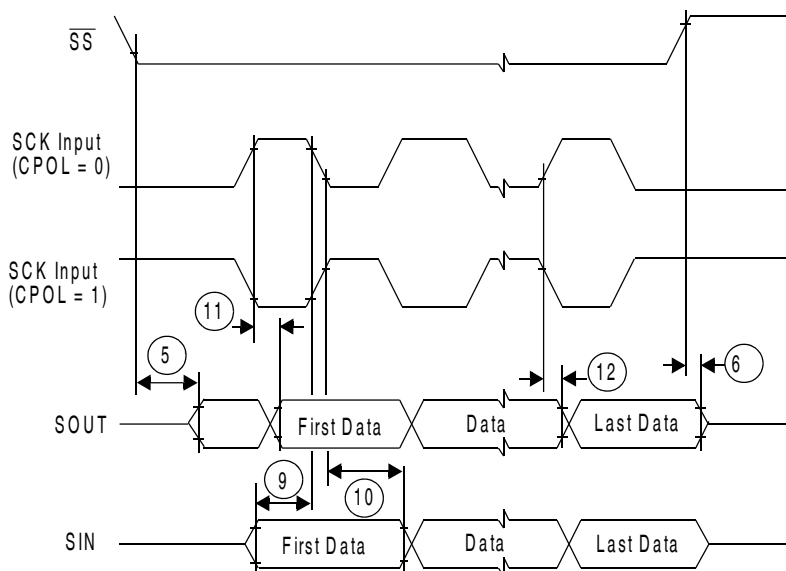 SS
SCK Input
(CPOL = 0)
SCK Input
(CPOL = 1)
11
5
12
6
SOUT
First Data
Data
Last Data
9
10
SIN
First Data
Data
Last Data